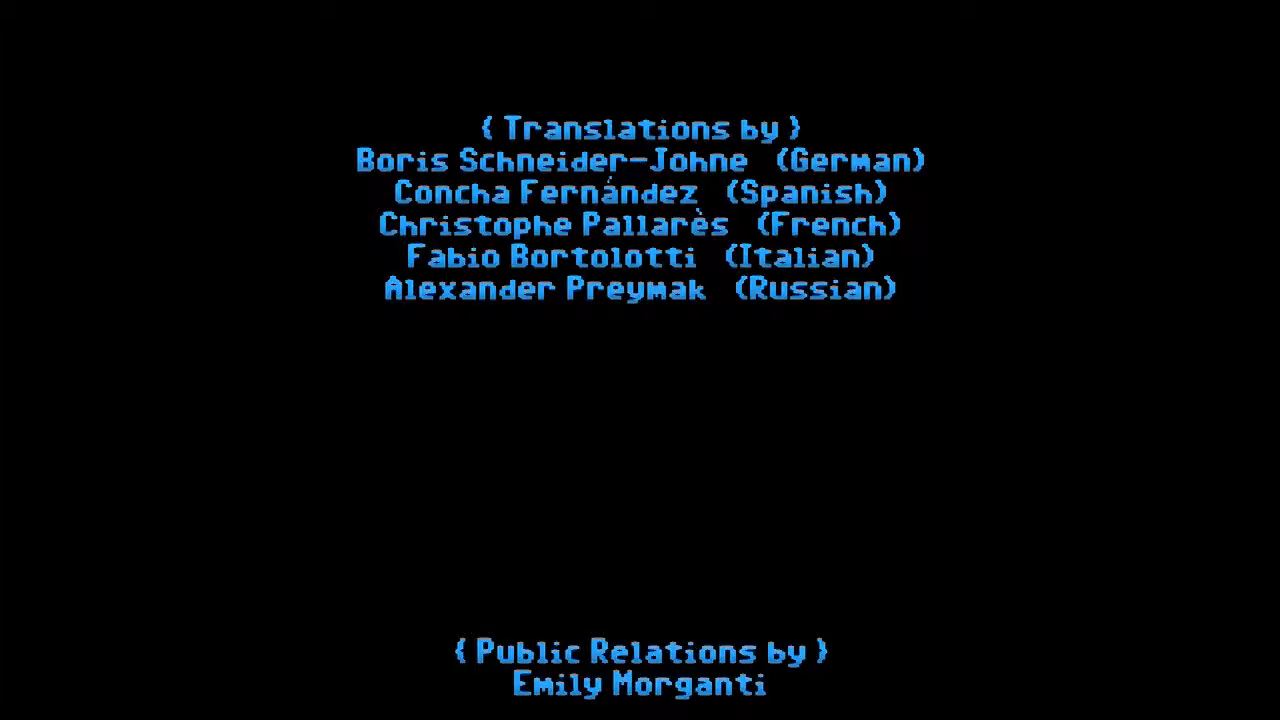 { Translations by }
Boris Schneider-Johne (German)
Concha Fernández (Spanish)
Christophe Pallarès (French)
Fabio Bortolotti (Italian)
Alexander Preymak (Russian)
{ Public Relations by }
Emily Morganti